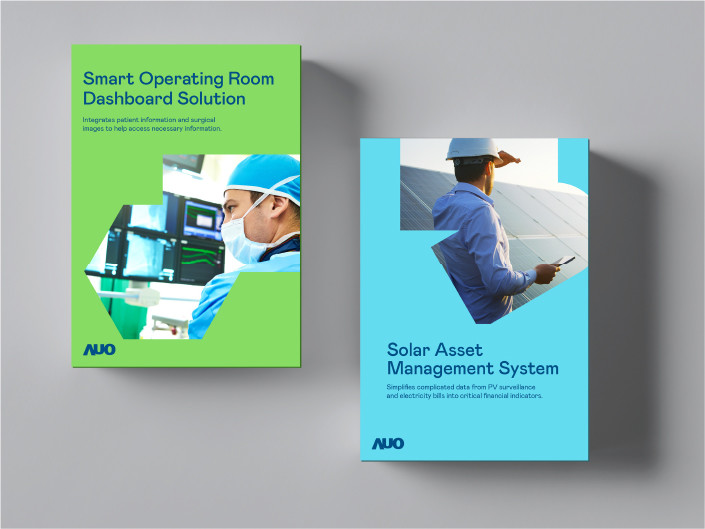 Smart Operating Room
Dashboard Solution
Integrates patient information and surgical
images to help access necessary information.
AUO
Solar Asset
Management System
Simplifies complicated data from PV surveillance
and electricity bills into critical financial indicators.
AUO